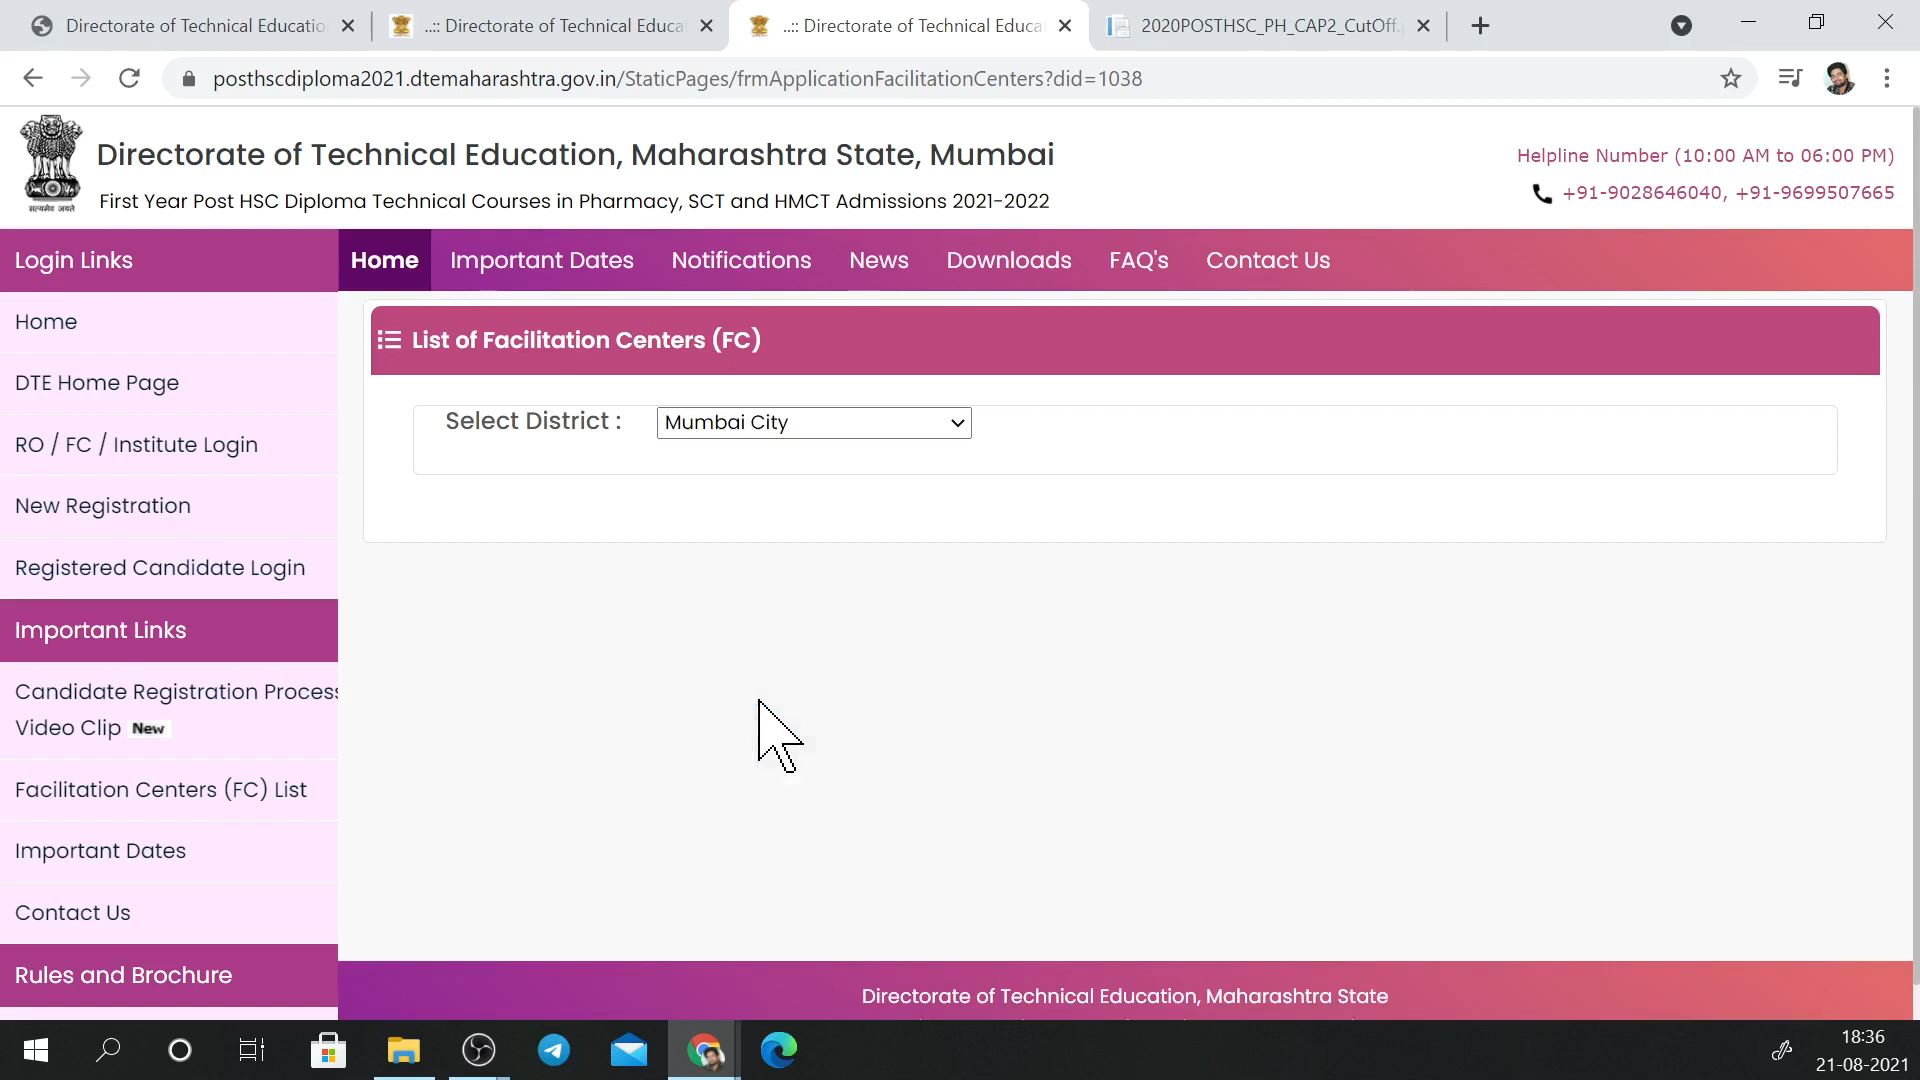 Directorate of Technical Educatio
..:: Directorate of Technical Educa
..:: Directorate of Technical Educa
2020POSTHSC_PH_CAP2_CutOff.
posthscdiploma2021.dtemaharashtra.gov.in/StaticPages/frmApplicationFacilitationCenters?did=1038
सत्यमेव जयते
Directorate of Technical Education, Maharashtra State, Mumbai
First Year Post HSC Diploma Technical Courses in Pharmacy, SCT and HMCT Admissions 2021-2022
Helpline Number (10:00 AM to 06:00 PM)
+91-9028646040, +91-9699507665
Login Links
Home Important Dates Notifications News Downloads FAQ's Contact Us
Home
DTE Home Page
RO / FC / Institute Login
New Registration
Registered Candidate Login
Important Links
Candidate Registration Process
Video Clip New
Facilitation Centers (FC) List
Important Dates
Contact Us
Rules and Brochure
List of Facilitation Centers (FC)
Select District : Mumbai City
Directorate of Technical Education, Maharashtra State
18:36
21-08-2021